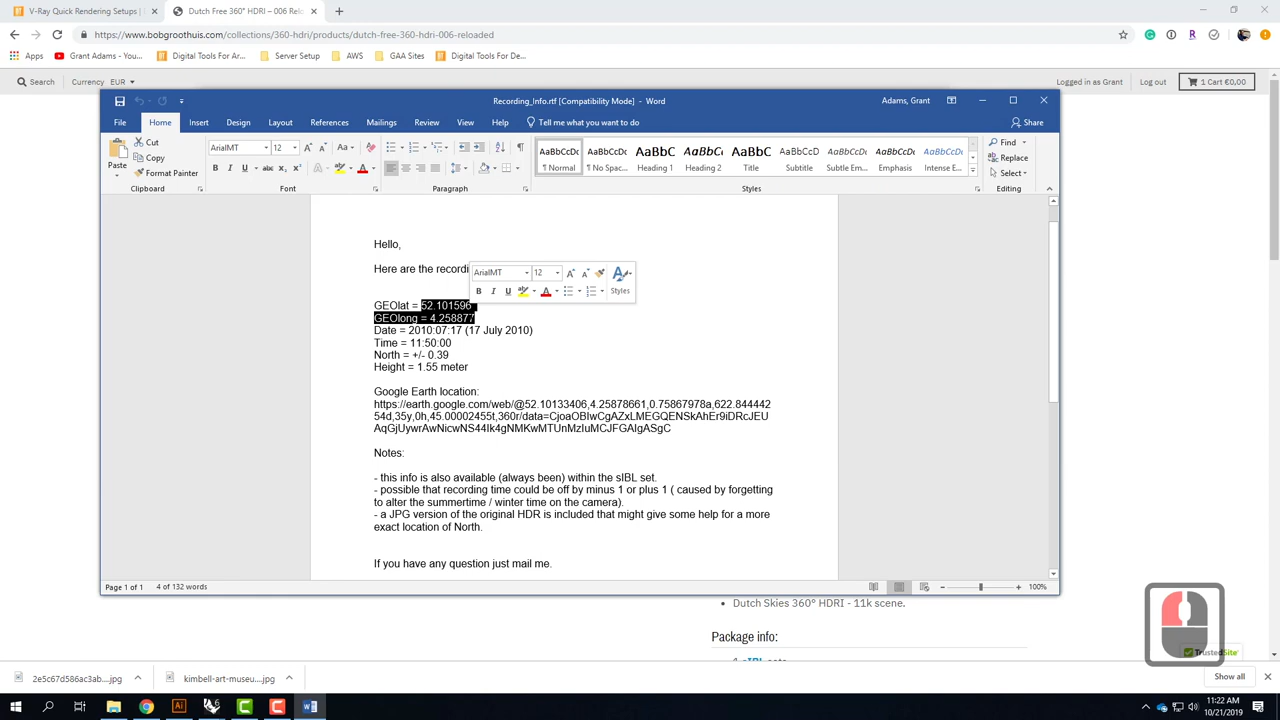 V-Ray Quick Rendering Setups |
Dutch Free 360° HDRI – 006 Relo
https://www.bobgroothuis.com/collections/360-hdri/products/dutch-free-360-hdri-006-reloaded
Apps
Grant Adams - You...
Digital Tools For Ar...
Server Setup
AWS
GAA Sites
Digital Tools For De...
Search
Currency EUR
Logged in as Grant
Log out
1 Cart €0,00
Recording_Info.rtf [Compatibility Mode] - Word
Adams, Grant
File Home Insert Design Layout References Mailings Review View Help Tell me what you want to do
Share
Paste
Cut
Copy
Format Painter
Clipboard
ArialMT 12
Font
Paragraph
AaBbCcDc AaBbCcDc AaBbC AaBbC AaBbC AaBbCcD AaBbCcDc AaBbCcDc AaBbCcDc
¶ Normal ¶ No Spac... Heading 1 Heading 2 Title Subtitle Subtle Em... Emphasis Intense E...
Styles
Find
Replace
Select
Editing
Hello,
Here are the recordi
ArialMT 12
Styles
GEOlat = 52.101596
GEOlong = 4.258877
Date = 2010:07:17 (17 July 2010)
Time = 11:50:00
North = +/- 0.39
Height = 1.55 meter
Google Earth location:
https://earth.google.com/web/@52.10133406,4.25878661,0.75867978a,622.844442
54d,35y,0h,45.00002455t,360r/data=CjoaOBIwCgAZxLMEGQENSkAhEr9iDRcJEU
AqGjUywrAwNicwNS44Ik4gNMKwMTUnMzIuMCJFGAIgASgC
Notes:
- this info is also available (always been) within the sIBL set.
- possible that recording time could be off by minus 1 or plus 1 ( caused by forgetting
to alter the summertime / winter time on the camera).
- a JPG version of the original HDR is included that might give some help for a more
exact location of North.
If you have any question just mail me.
Page 1 of 1 4 of 132 words
100%
Dutch Skies 360° HDRI - 11k scene.
Package info:
TrustedSite
2e5c67d586ac3ab....jpg
kimbell-art-museu....jpg
Show all
11:22 AM
10/21/2019